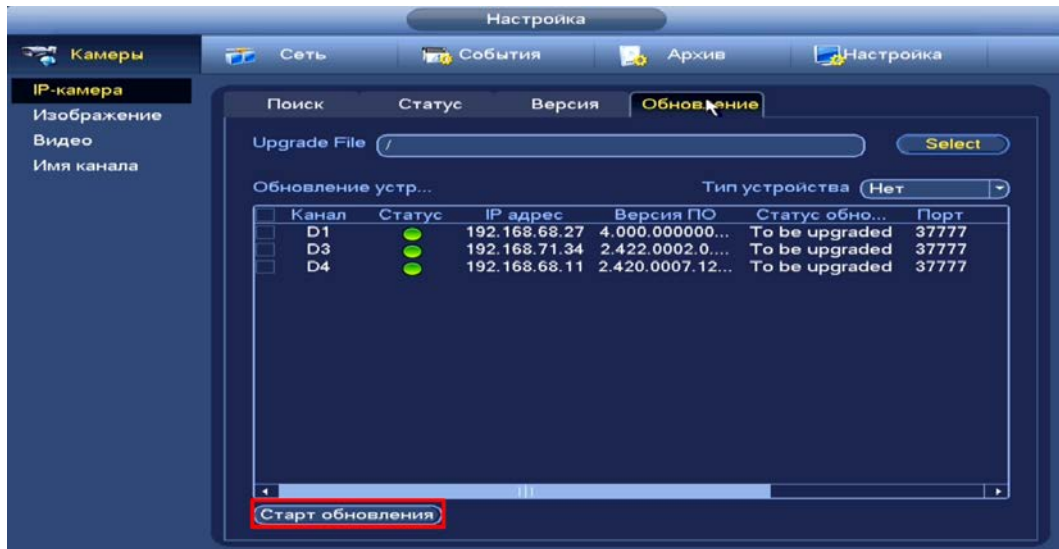 Настройка
Камеры Сеть События Архив Настройка
IP-камера
Изображение
Видео
Имя канала
Поиск Статус Версия Обновление
Upgrade File / Select
Обновление устр... Тип устройства Нет
Канал Статус IP адрес Версия ПО Статус обно... Порт
D1 192.168.68.27 4.000.000000... To be upgraded 37777
D3 192.168.71.34 2.422.0002.0.... To be upgraded 37777
D4 192.168.68.11 2.420.0007.12... To be upgraded 37777
Старт обновления